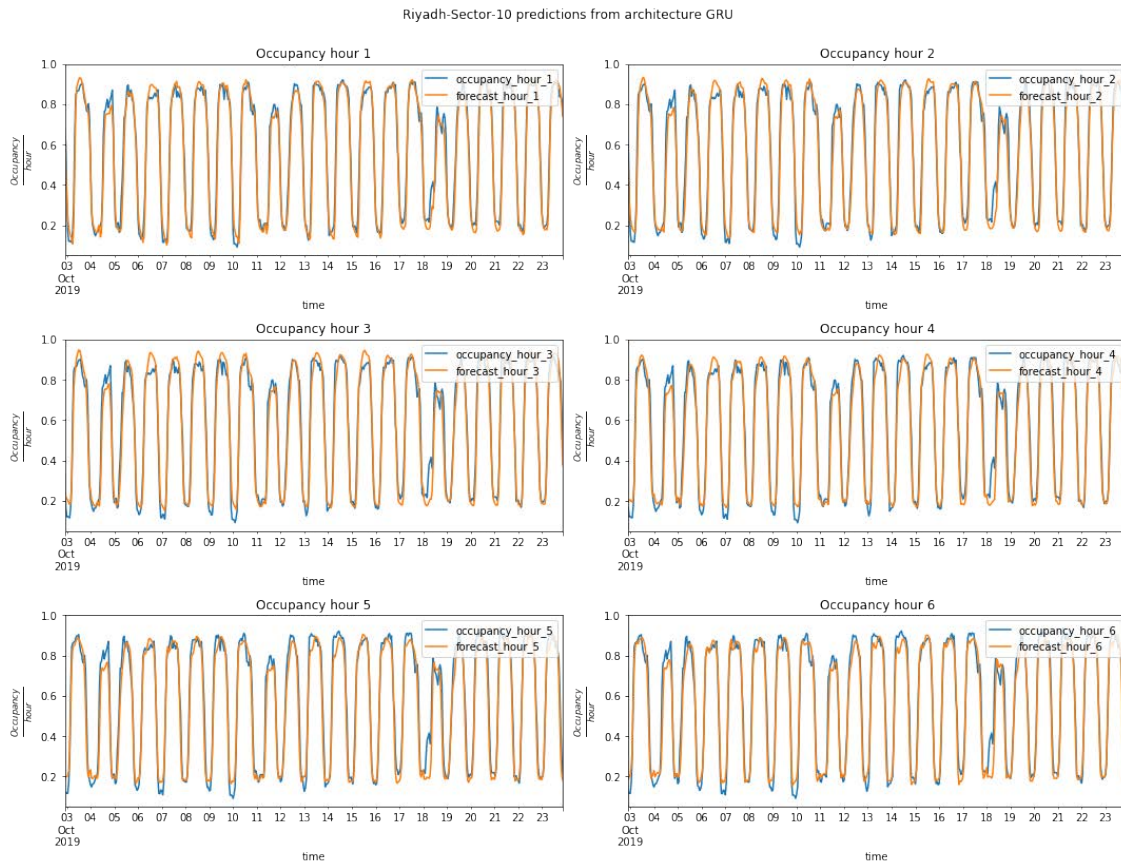 Riyadh-Sector-10 predictions from architecture GRU
Occupancy hour 1
1.0
0.8
0.6
0.4
0.2
Occupancy
hour
occupancy_hour_1
forecast_hour_1
03 04 05 06 07 08 09 10 11 12 13 14 15 16 17 18 19 20 21 22 23
Oct
2019
time
Occupancy hour 2
1.0
0.8
0.6
0.4
0.2
Occupancy
hour
occupancy_hour_2
forecast_hour_2
03 04 05 06 07 08 09 10 11 12 13 14 15 16 17 18 19 20 21 22 23
Oct
2019
time
Occupancy hour 3
1.0
0.8
0.6
0.4
0.2
Occupancy
hour
occupancy_hour_3
forecast_hour_3
03 04 05 06 07 08 09 10 11 12 13 14 15 16 17 18 19 20 21 22 23
Oct
2019
time
Occupancy hour 4
1.0
0.8
0.6
0.4
0.2
Occupancy
hour
occupancy_hour_4
forecast_hour_4
03 04 05 06 07 08 09 10 11 12 13 14 15 16 17 18 19 20 21 22 23
Oct
2019
time
Occupancy hour 5
1.0
0.8
0.6
0.4
0.2
Occupancy
hour
occupancy_hour_5
forecast_hour_5
03 04 05 06 07 08 09 10 11 12 13 14 15 16 17 18 19 20 21 22 23
Oct
2019
time
Occupancy hour 6
1.0
0.8
0.6
0.4
0.2
Occupancy
hour
occupancy_hour_6
forecast_hour_6
03 04 05 06 07 08 09 10 11 12 13 14 15 16 17 18 19 20 21 22 23
Oct
2019
time